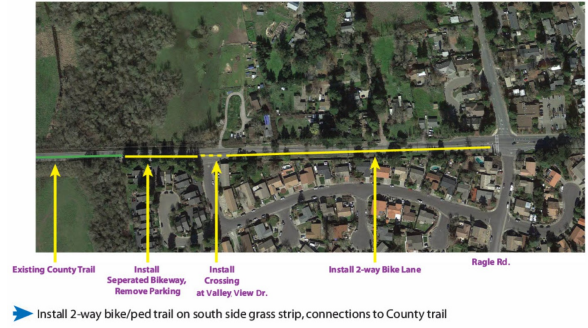 Existing County Trail
Install
Seperated Bikeway,
Remove Parking
Install
Crossing
at Valley View Dr.
Install 2-way Bike Lane
Ragle Rd.
Install 2-way bike/ped trail on south side grass strip, connections to County trail